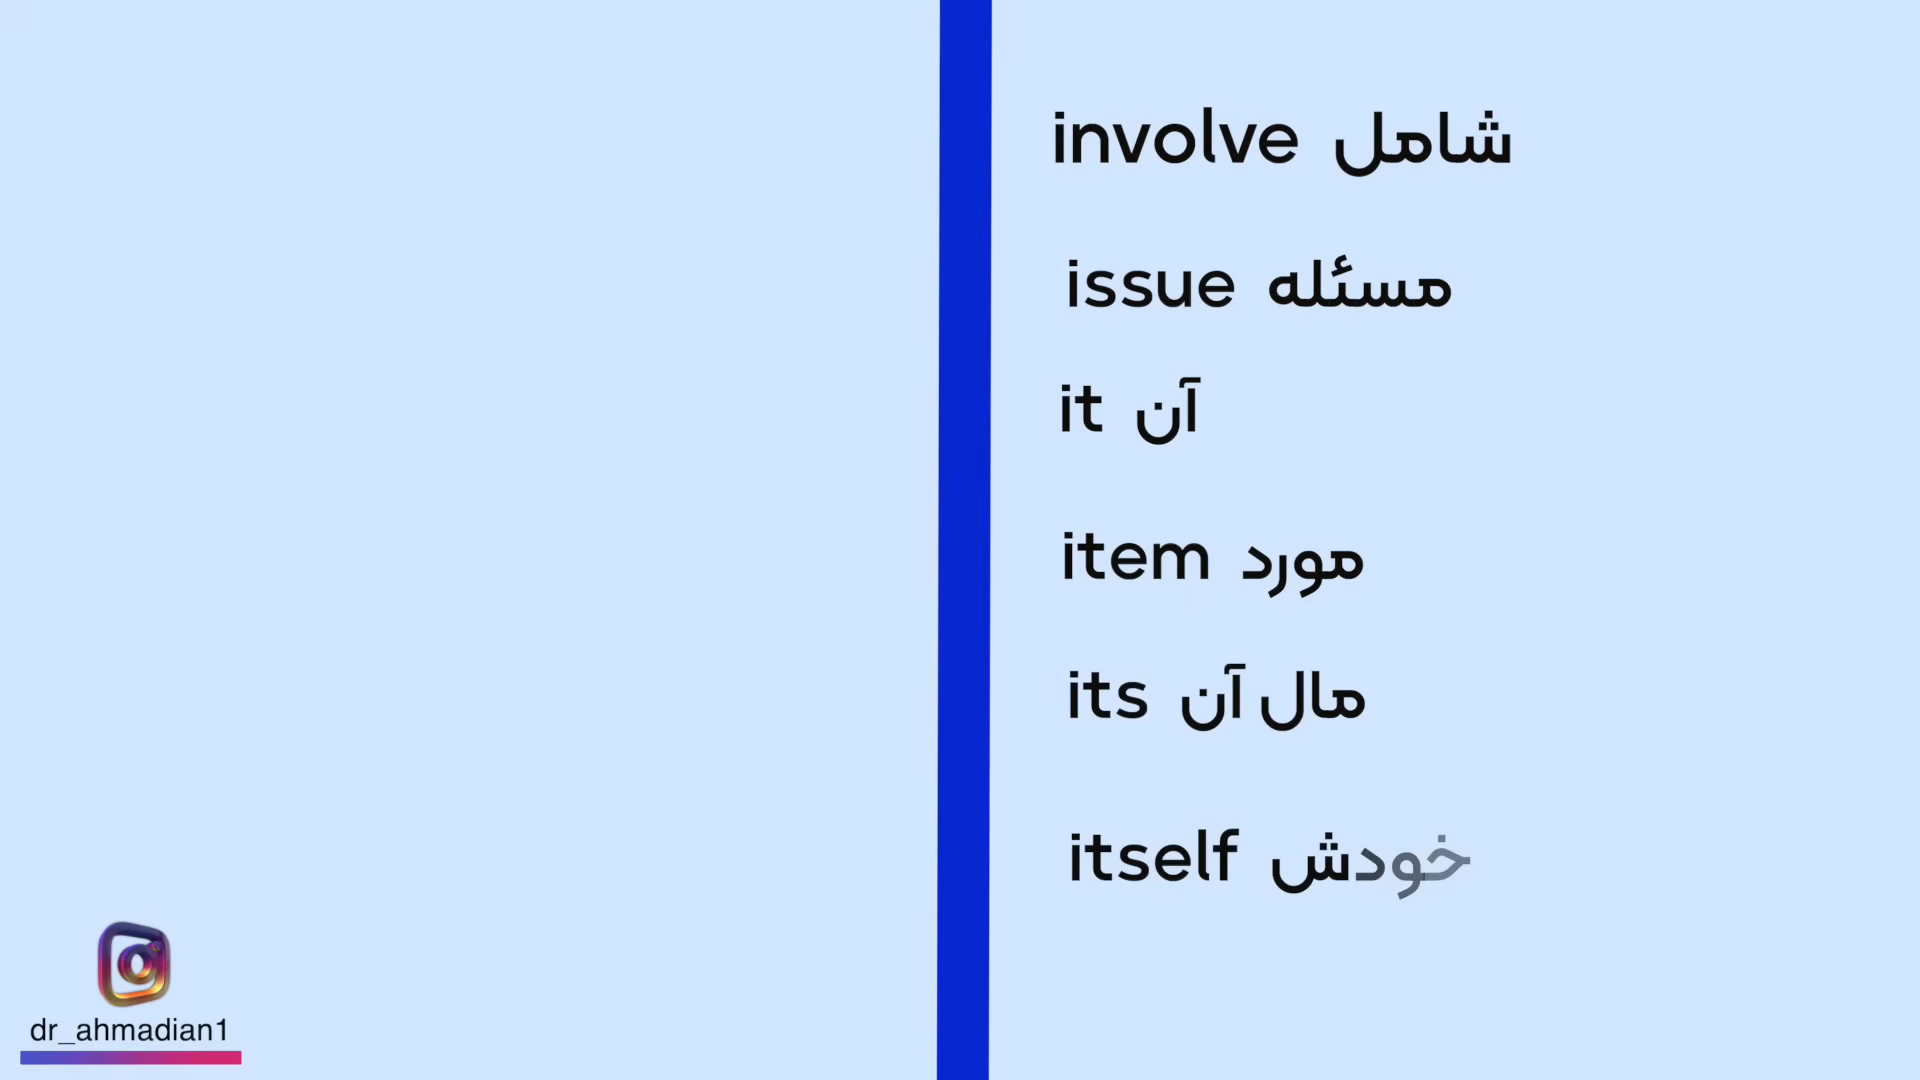 involve شامل
issue مسئله
it آن
item مورد
its مال آن
itself خودش
dr_ahmadian1